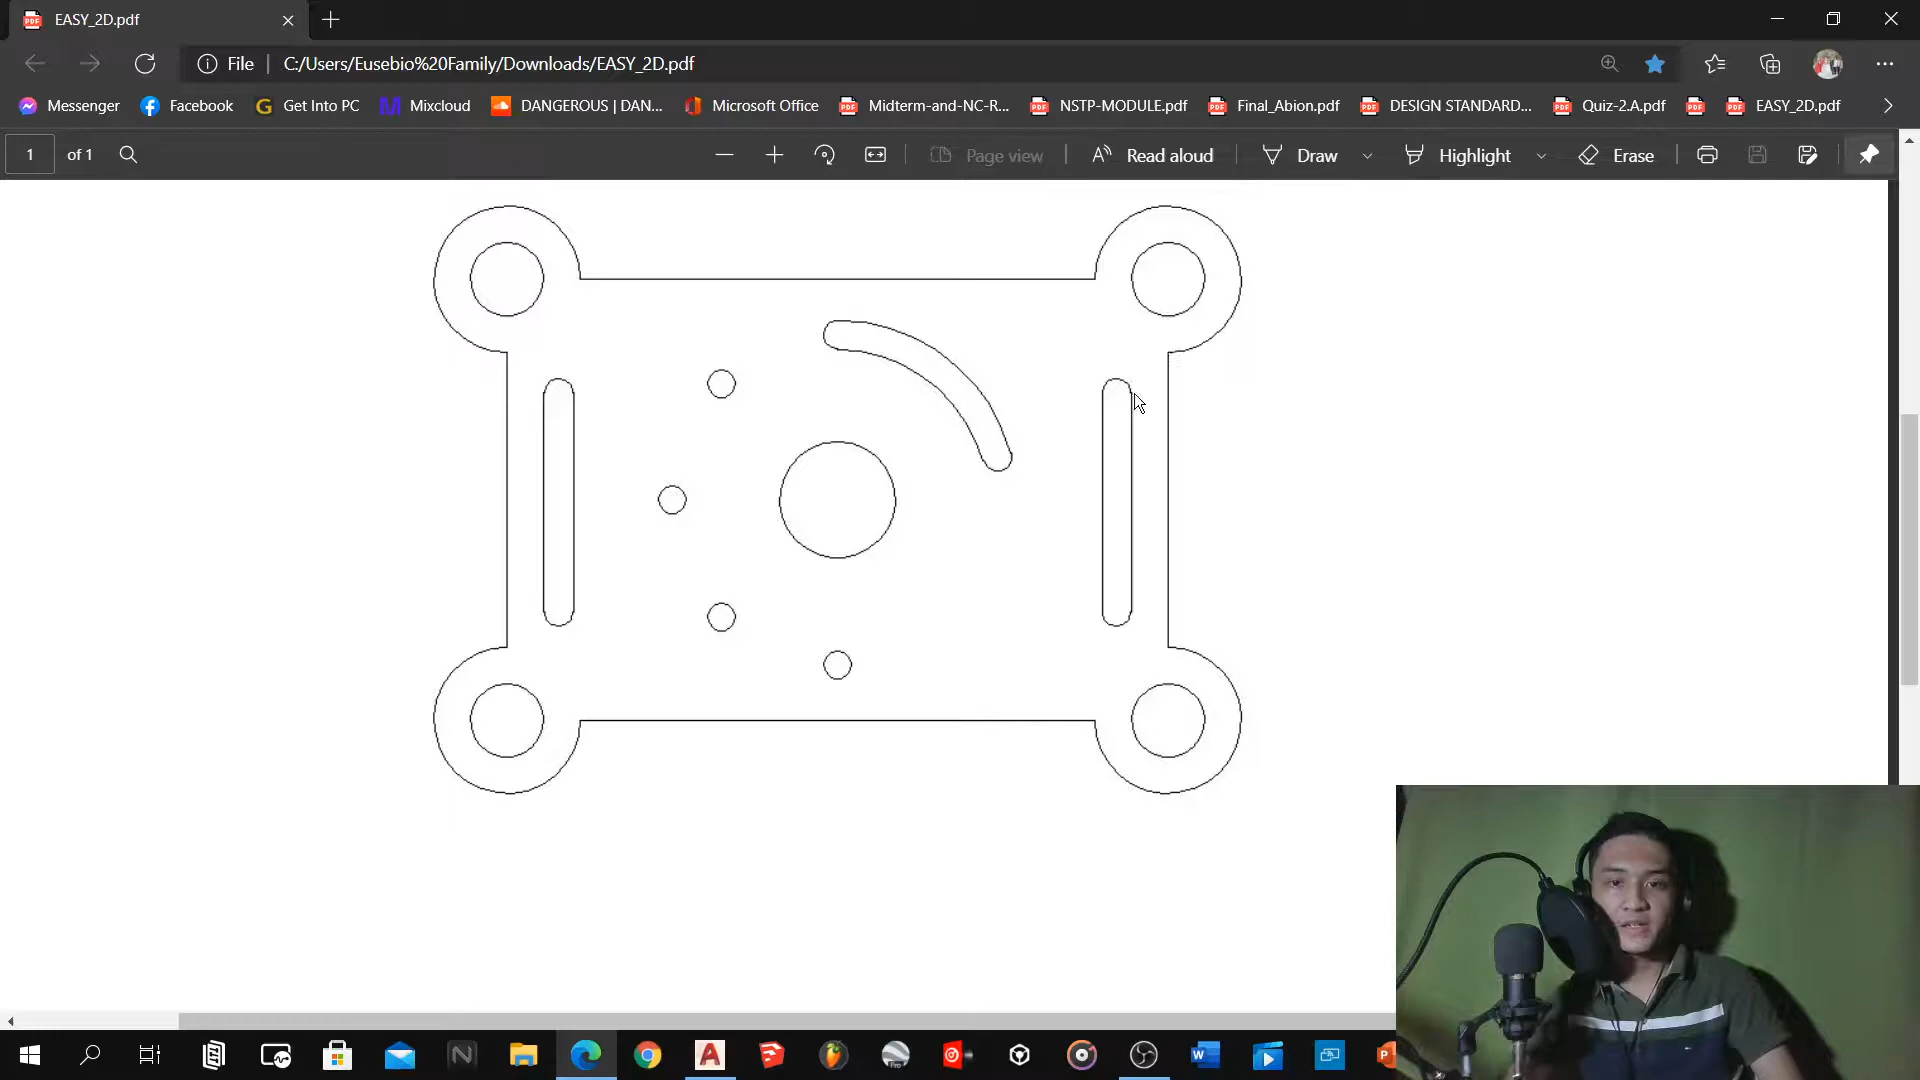 EASY_2D.pdf
File C:/Users/Eusebio%20Family/Downloads/EASY_2D.pdf
Messenger Facebook Get Into PC Mixcloud DANGEROUS | DAN... Microsoft Office Midterm-and-NC-R... NSTP-MODULE.pdf Final_Abion.pdf DESIGN STANDARD... Quiz-2.A.pdf EASY_2D.pdf
1 of 1 Page view Read aloud Draw Highlight Erase